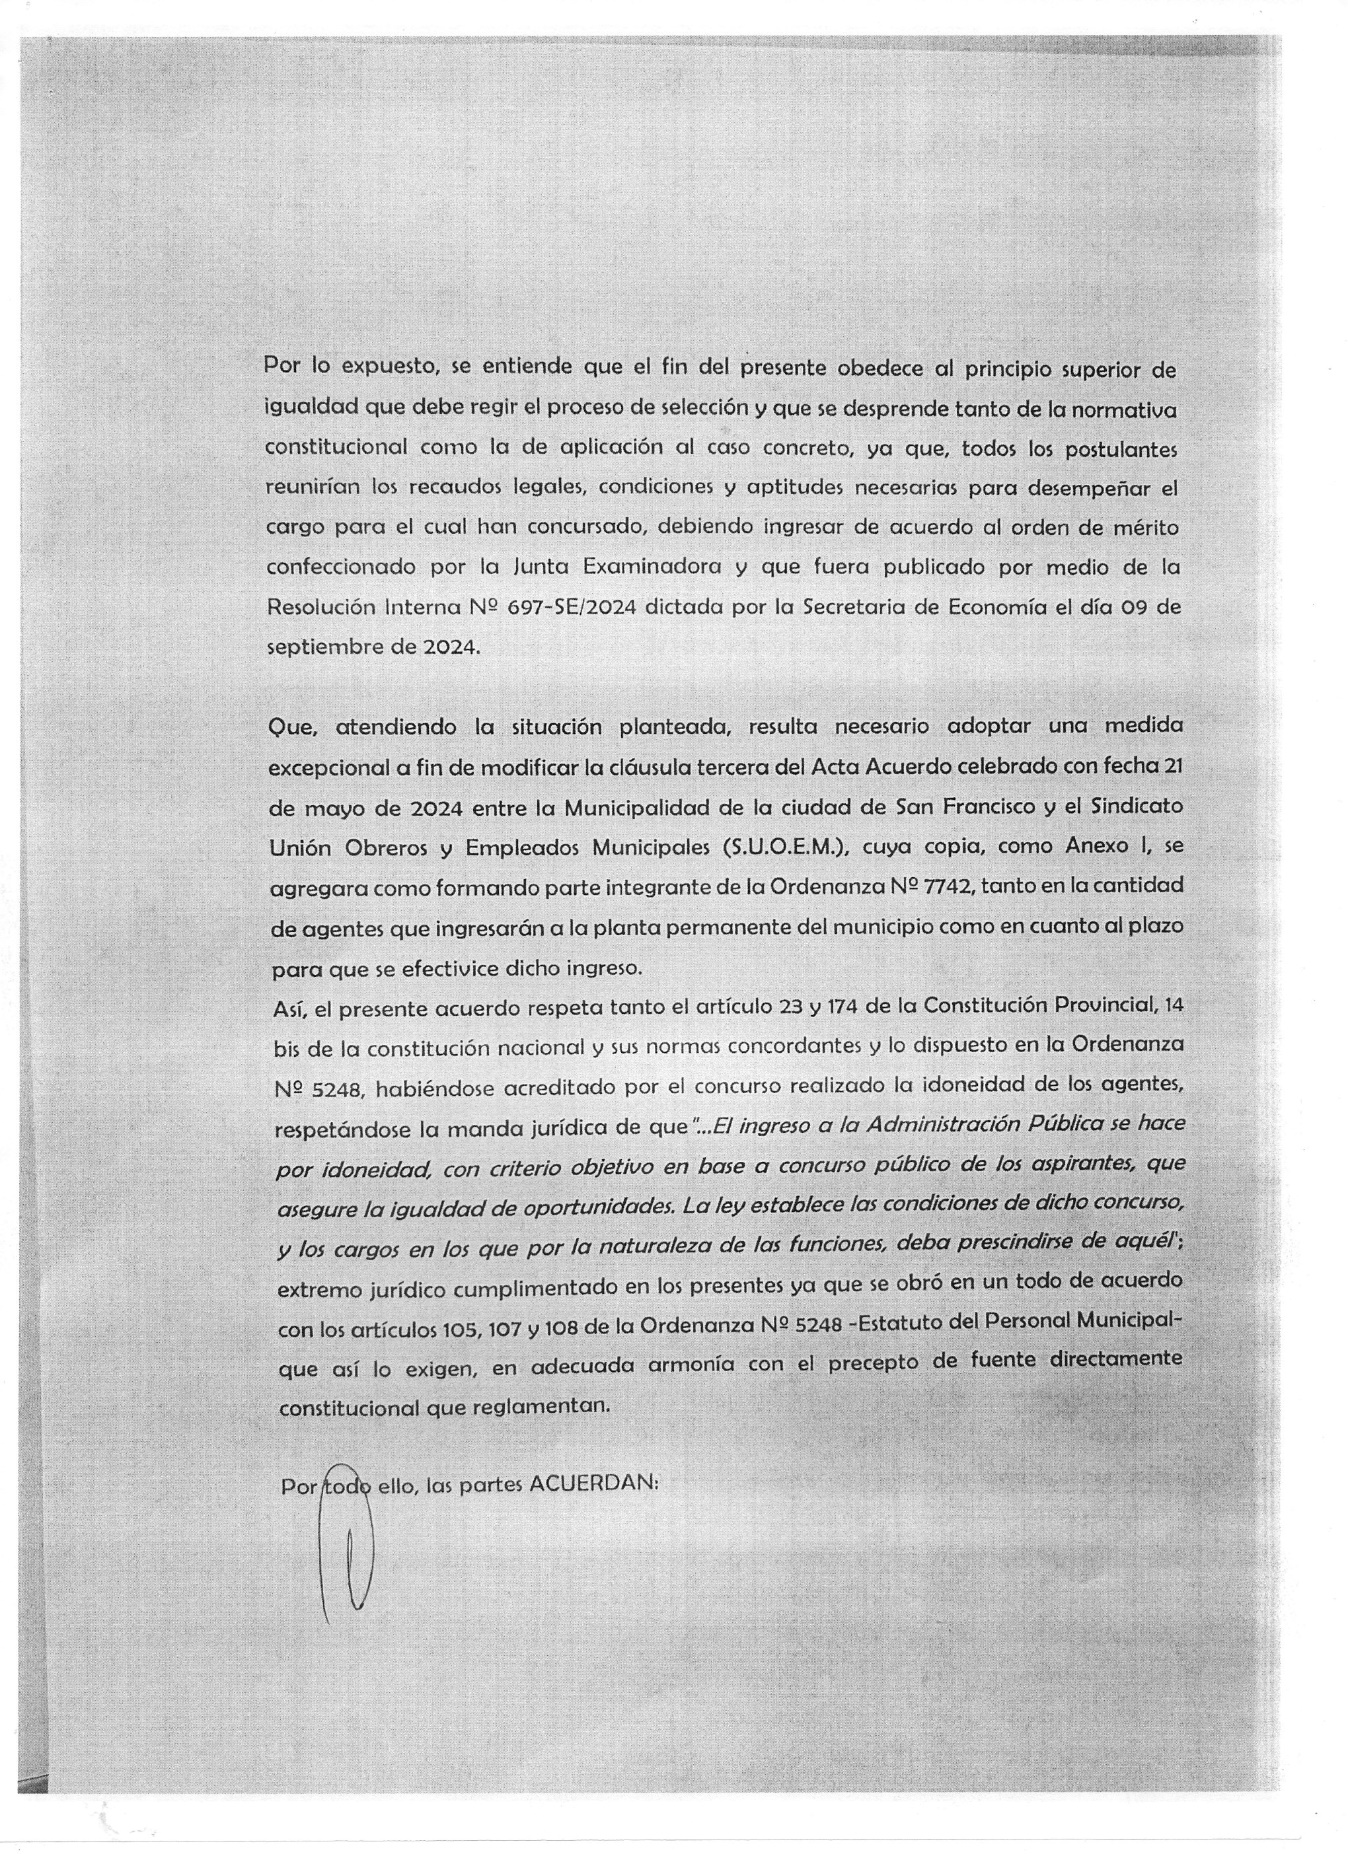 Por lo expuesto, se entiende que el fin del presente obedece al principio superior de
igualdad que debe regir el proceso de selección y que se desprende tanto de la normativa
constitucional como la de aplicación al caso concreto, ya que, todos los postulantes
reunirían los recaudos legales, condiciones y aptitudes necesarias para desempeñar el
cargo para el cual han concursado, debiendo ingresar de acuerdo al orden de mérito
confeccionado por la Junta Examinadora y que fuera publicado por medio de la
Resolución Interna Nº 697-SE/2024 dictada por la Secretaria de Economía el día 09 de
septiembre de 2024.
Que, atendiendo la situación planteada, resulta necesario adoptar una medida
excepcional a fin de modificar la cláusula tercera del Acta Acuerdo celebrado con fecha 21
de mayo de 2024 entre la Municipalidad de la ciudad de San Francisco y el Sindicato
Unión Obreros y Empleados Municipales (S.U.O.E.M.), cuya copia, como Anexo I, se
agregara como formando parte integrante de la Ordenanza Nº 7742, tanto en la cantidad
de agentes que ingresarán a la planta permanente del municipio como en cuanto al plazo
para que se efectivice dicho ingreso.
Así, el presente acuerdo respeta tanto el artículo 23 y 174 de la Constitución Provincial, 14
bis de la constitución nacional y sus normas concordantes y lo dispuesto en la Ordenanza
Nº 5248, habiéndose acreditado por el concurso realizado la idoneidad de los agentes,
respetándose la manda jurídica de que "...El ingreso a la Administración Pública se hace
por idoneidad, con criterio objetivo en base a concurso público de los aspirantes, que
asegure la igualdad de oportunidades. La ley establece las condiciones de dicho concurso,
y los cargos en los que por la naturaleza de las funciones, deba prescindirse de aquél";
extremo jurídico cumplimentado en los presentes ya que se obró en un todo de acuerdo
con los artículos 105, 107 y 108 de la Ordenanza Nº 5248 -Estatuto del Personal Municipal-
que así lo exigen, en adecuada armonía con el precepto de fuente directamente
constitucional que reglamentan.
Por todo ello, las partes ACUERDAN: